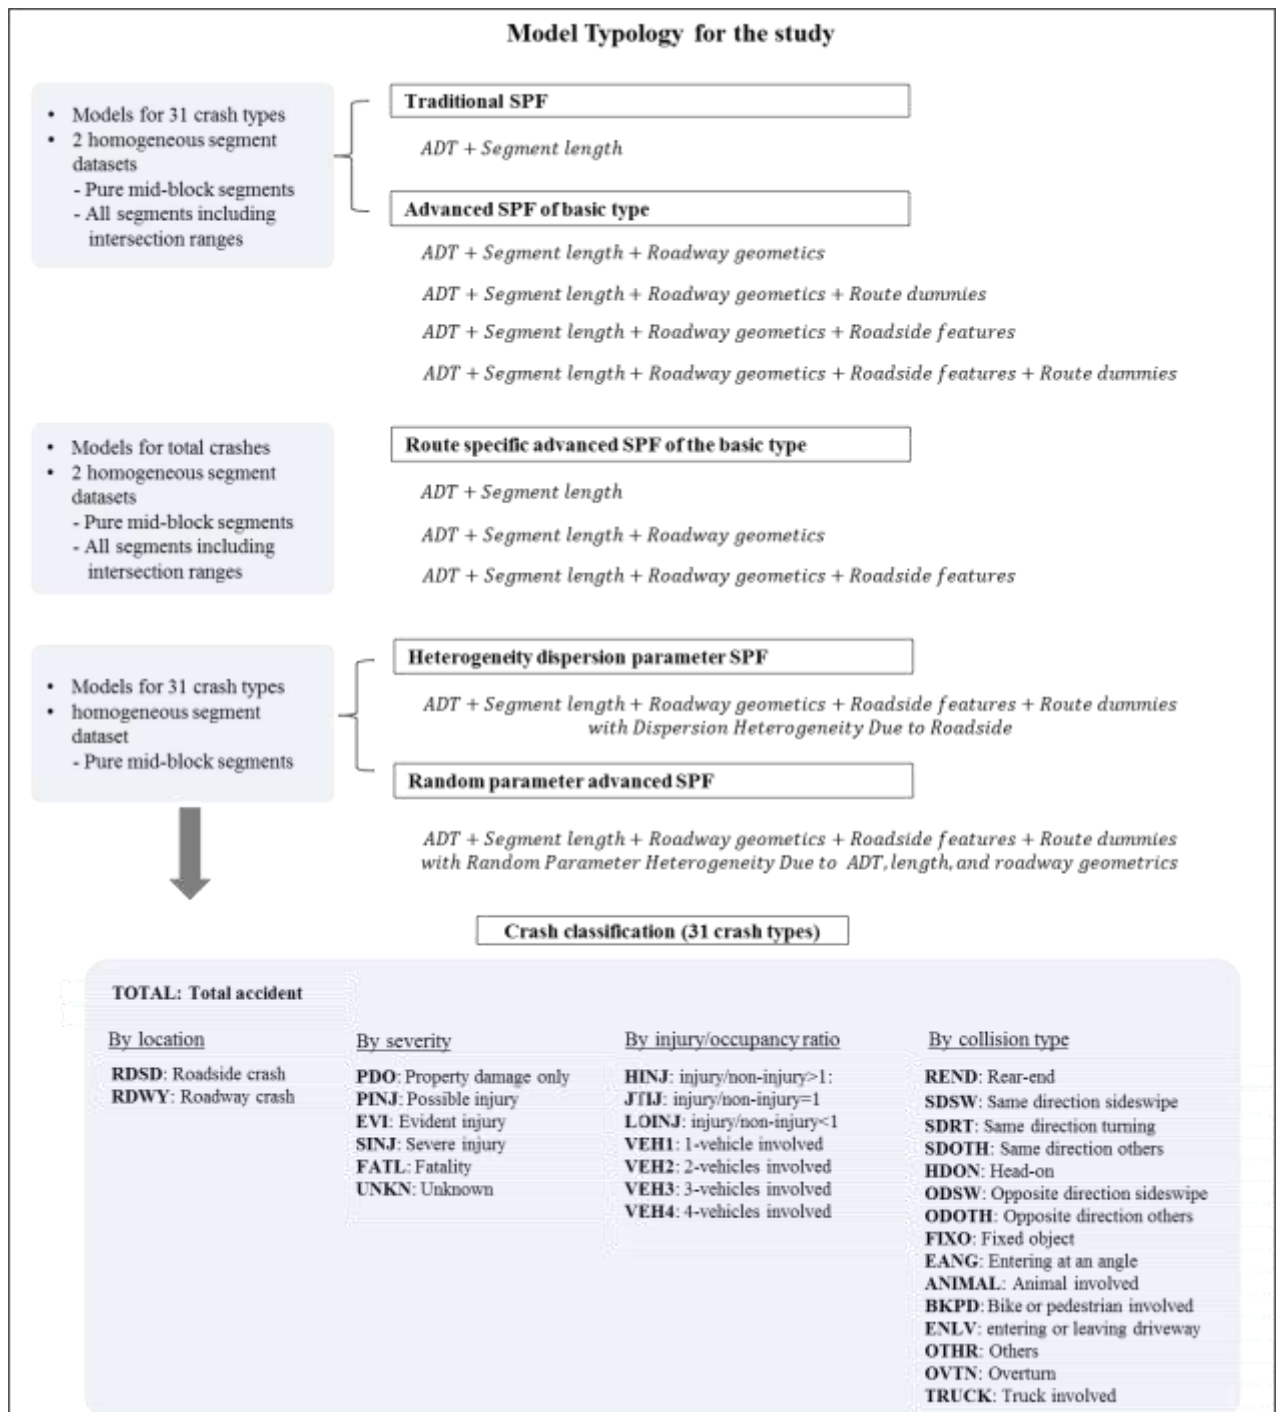 Model Typology for the study
• Models for 31 crash types
• 2 homogeneous segment
datasets
- Pure mid-block segments
- All segments including
intersection ranges
Traditional SPF
ADT + Segment length
Advanced SPF of basic type
ADT + Segment length + Roadway geometics
ADT + Segment length + Roadway geometics + Route dummies
ADT + Segment length + Roadway geometics + Roadside features
ADT + Segment length + Roadway geometics + Roadside features + Route dummies
• Models for total crashes
• 2 homogeneous segment
datasets
- Pure mid-block segments
- All segments including
intersection ranges
Route specific advanced SPF of the basic type
ADT + Segment length
ADT + Segment length + Roadway geometics
ADT + Segment length + Roadway geometics + Roadside features
• Models for 31 crash types
• homogeneous segment
dataset
- Pure mid-block segments
Heterogeneity dispersion parameter SPF
ADT + Segment length + Roadway geometics + Roadside features + Route dummies
with Dispersion Heterogeneity Due to Roadside
Random parameter advanced SPF
ADT + Segment length + Roadway geometics + Roadside features + Route dummies
with Random Parameter Heterogeneity Due to ADT, length, and roadway geometrics
Crash classification (31 crash types)
TOTAL: Total accident
By location
RDSD: Roadside crash
RDWY: Roadway crash
By severity
PDO: Property damage only
PINJ: Possible injury
EVI: Evident injury
SINJ: Severe injury
FATL: Fatality
UNKN: Unknown
By injury/occupancy ratio
HINJ: injury/non-injury>1:
JTIJ: injury/non-injury=1
LOINJ: injury/non-injury<1
VEH1: 1-vehicle involved
VEH2: 2-vehicles involved
VEH3: 3-vehicles involved
VEH4: 4-vehicles involved
By collision type
REND: Rear-end
SDSW: Same direction sideswipe
SDRT: Same direction turning
SDOTH: Same direction others
HDON: Head-on
ODSW: Opposite direction sideswipe
ODOTH: Opposite direction others
FIXO: Fixed object
EANG: Entering at an angle
ANIMAL: Animal involved
BKPD: Bike or pedestrian involved
ENLV: entering or leaving driveway
OTHR: Others
OVTN: Overturn
TRUCK: Truck involved